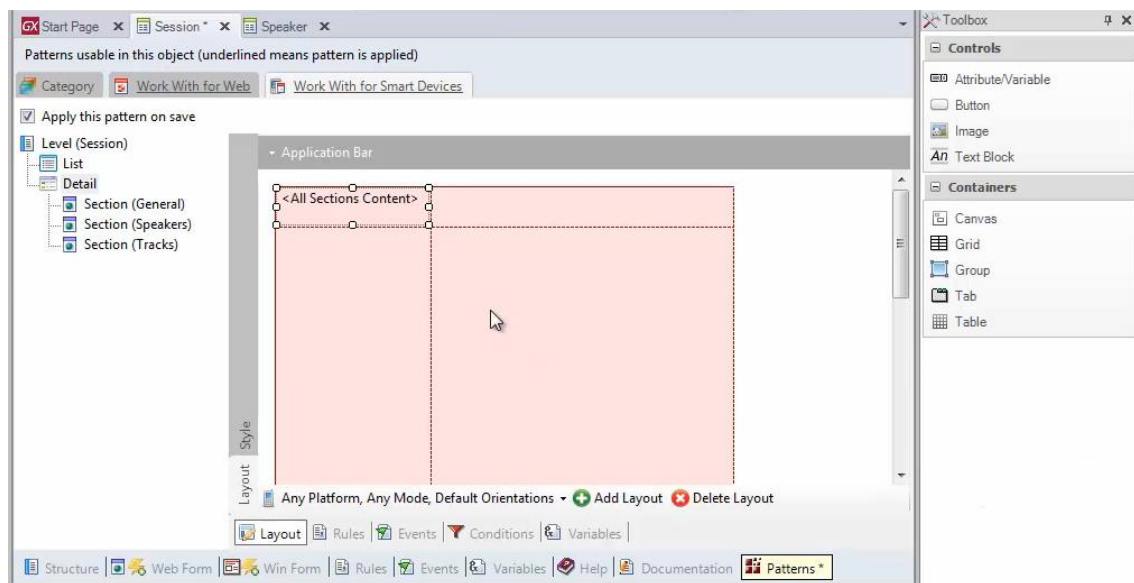 GX Start Page X Session * X Speaker X
Patterns usable in this object (underlined means pattern is applied)
Category Work With for Web Work With for Smart Devices
Apply this pattern on save
Level (Session)
List
Detail
Section (General)
Section (Speakers)
Section (Tracks)
Style
Layout
Application Bar
<All Sections Content>
Any Platform, Any Mode, Default Orientations Add Layout Delete Layout
Layout Rules Events Conditions Variables
Structure Web Form Win Form Rules Events Variables Help Documentation Patterns *
Toolbox
Controls
Attribute/Variable
Button
Image
An Text Block
Containers
Canvas
Grid
Group
Tab
Table